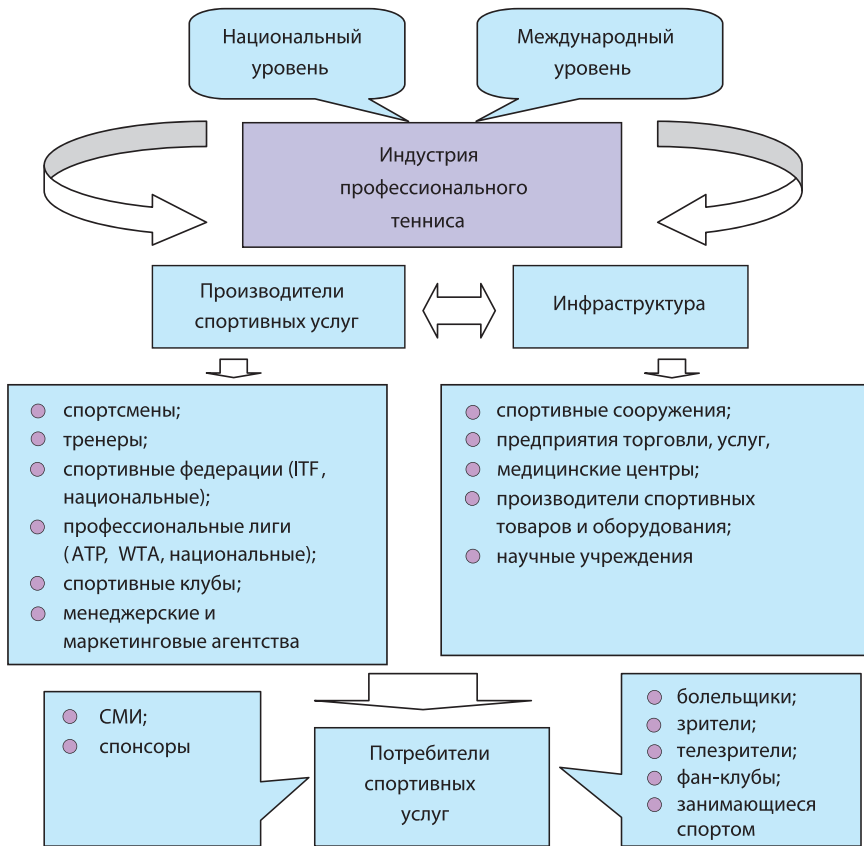 Национальный
уровень
Международный
уровень
Индустрия
профессионального
тенниса
Производители
спортивных услуг
Инфраструктура
спортсмены;
тренеры;
спортивные федерации (ITF,
национальные);
профессиональные лиги
(ATP, WTA, национальные);
спортивные клубы;
менеджерские и
маркетинговые агентства
спортивные сооружения;
предприятия торговли, услуг,
медицинские центры;
производители спортивных
товаров и оборудования;
научные учреждения
СМИ;
спонсоры
Потребители
спортивных
услуг
болельщики;
зрители;
телезрители;
фан-клубы;
занимающиеся
спортом